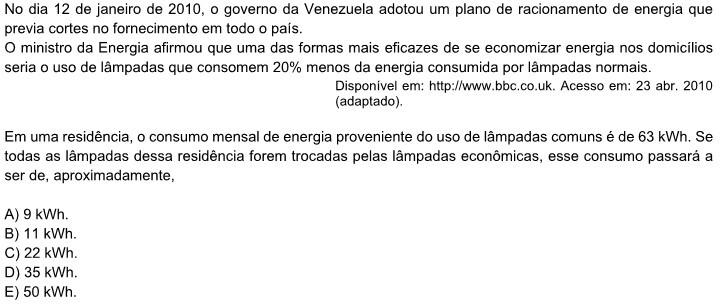 No dia 12 de janeiro de 2010, o governo da Venezuela adotou um plano de racionamento de energia que
previa cortes no fornecimento em todo o país.
O ministro da Energia afirmou que uma das formas mais eficazes de se economizar energia nos domicílios
seria o uso de lâmpadas que consomem 20% menos da energia consumida por lâmpadas normais.
Disponível em: http://www.bbc.co.uk. Acesso em: 23 abr. 2010
(adaptado).
Em uma residência, o consumo mensal de energia proveniente do uso de lâmpadas comuns é de 63 kWh. Se
todas as lâmpadas dessa residência forem trocadas pelas lâmpadas econômicas, esse consumo passará a
ser de, aproximadamente,
A) 9 kWh.
B) 11 kWh.
C) 22 kWh.
D) 35 kWh.
E) 50 kWh.